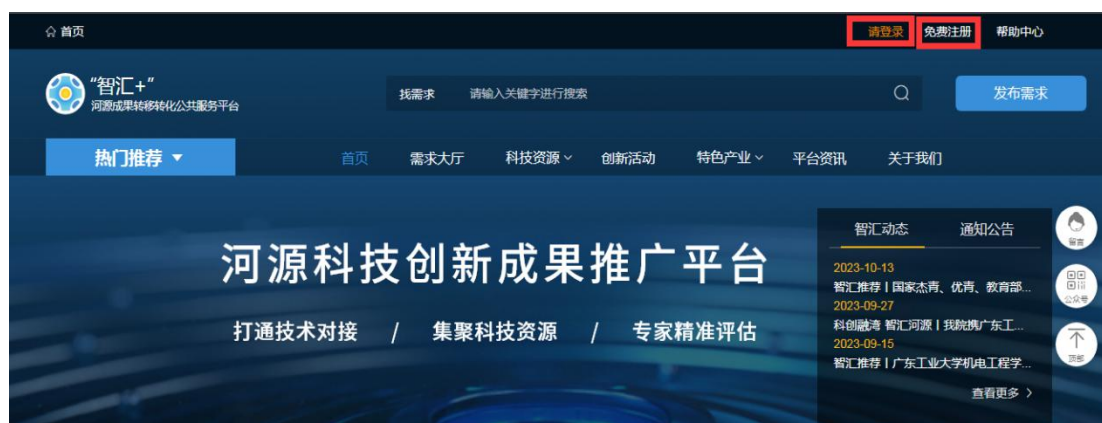 首页
请登录 免费注册 帮助中心
“智汇+”
河源成果转移转化公共服务平台
找需求 请输入关键字进行搜索
发布需求
热门推荐
首页 需求大厅 科技资源 创新活动 特色产业 平台资讯 关于我们
智汇动态 通知公告
河源科技创新成果推广平台
打通技术对接 / 集聚科技资源 / 专家精准评估
2023-10-13
智汇推荐丨国家杰青、优青、教育部...
2023-09-27
科创融湾 智汇河源丨我院携广东工...
2023-09-15
智汇推荐丨广东工业大学机电工程学...
查看更多
留言
公众号
顶部